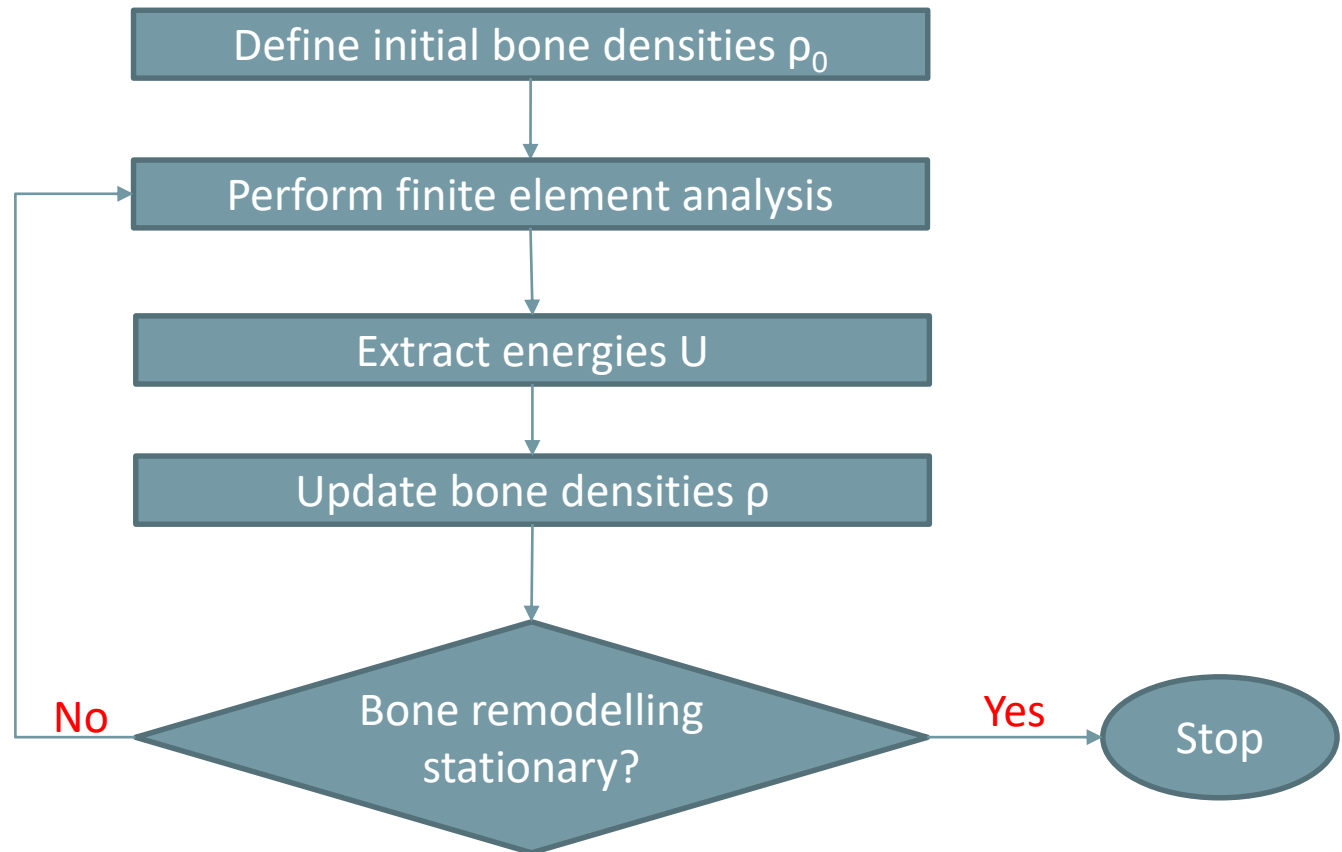 Define initial bone densities ρ₀
Perform finite element analysis
Extract energies U
Update bone densities ρ
Bone remodelling
stationary?
No
Yes
Stop